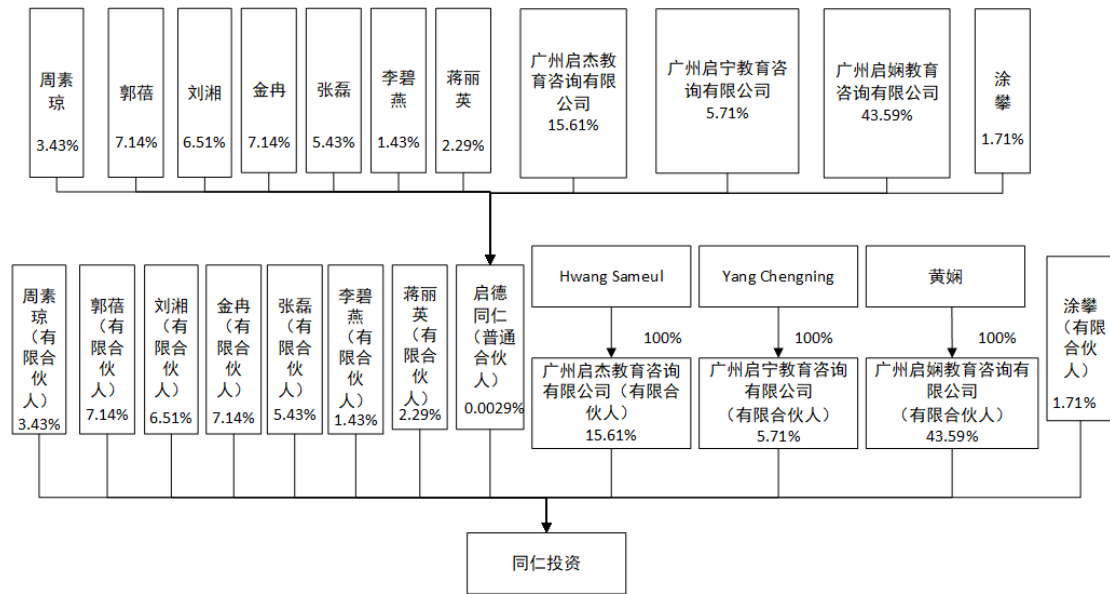 周素
琼
3.43%
郭蓓
7.14%
刘湘
6.51%
金冉
7.14%
张磊
5.43%
李碧
燕
1.43%
蒋丽
英
2.29%
广州启杰教
育咨询有限
公司
15.61%
广州启宁教育咨
询有限公司
5.71%
广州启娴教育
咨询有限公司
43.59%
涂
攀
1.71%
周素
琼
（有
限合
伙
人）
3.43%
郭蓓
（有
限合
伙
人）
7.14%
刘湘
（有
限合
伙
人）
6.51%
金冉
（有
限合
伙
人）
7.14%
张磊
（有
限合
伙
人）
5.43%
李碧
燕
（有
限合
伙
人）
1.43%
蒋丽
英
（有
限合
伙
人）
2.29%
启德
同仁
（普通
合伙
人）
0.0029%
Hwang Sameul
100%
广州启杰教育咨询
有限公司（有限合
伙人）
15.61%
Yang Chengning
100%
广州启宁教育咨询
有限公司
（有限合伙人）
5.71%
黄娴
100%
广州启娴教育咨询有
限公司
（有限合伙人）
43.59%
涂攀
（有限
合伙
人）
1.71%
同仁投资